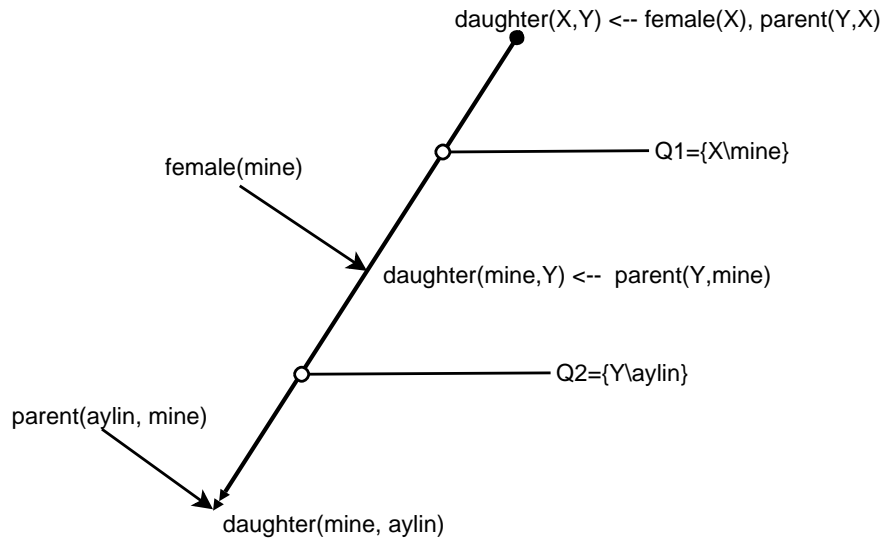 daughter(X,Y) <-- female(X), parent(Y,X)
Q1={X\mine}
female(mine)
daughter(mine,Y) <-- parent(Y,mine)
Q2={Y\aylin}
parent(aylin, mine)
daughter(mine, aylin)